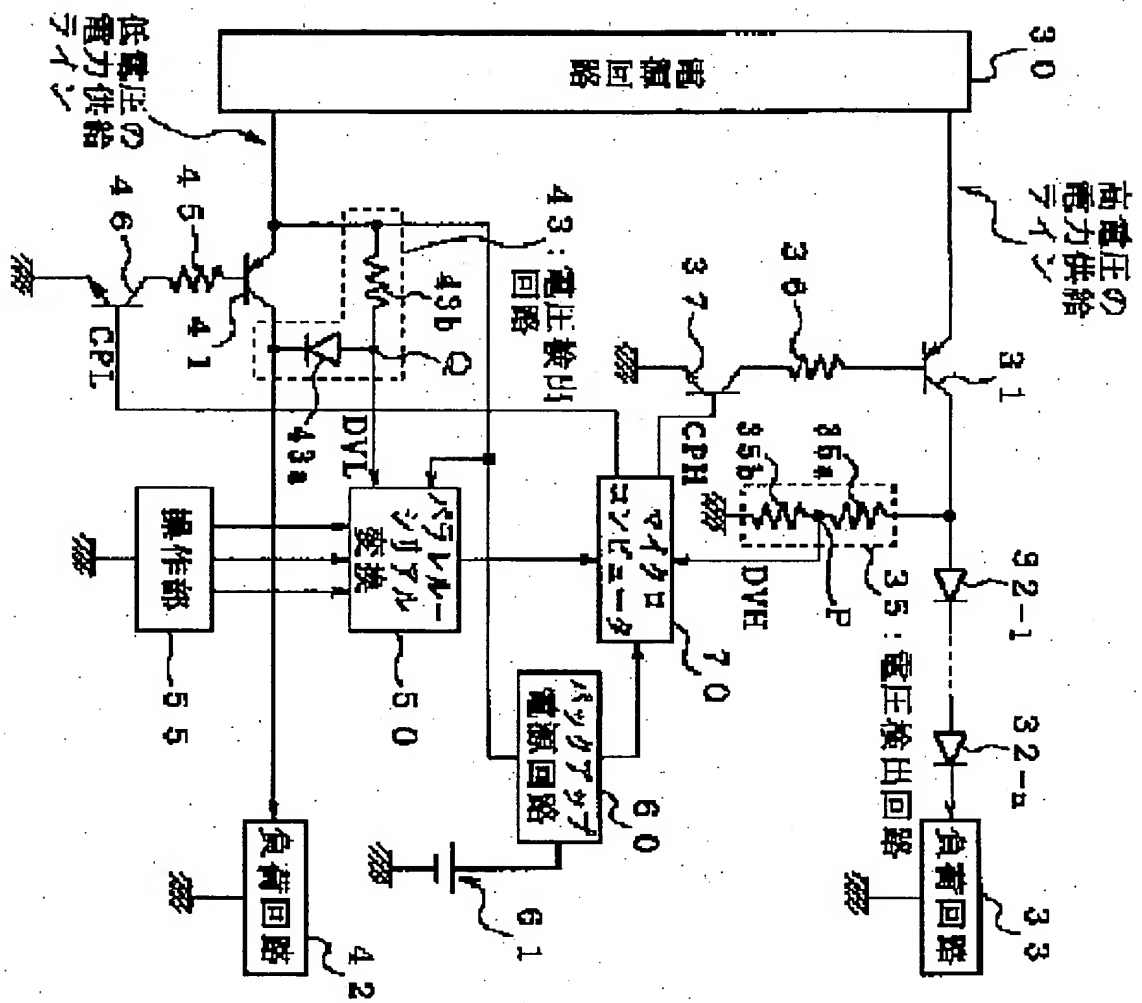 30
電源回路
高電圧の
電力供給
ライン
31
32-1
32-n
33
負荷回路
35:電圧検出回路
35a
35b
P
DVH
36
37
CPH
マイクロ
コンピュータ
70
バックアップ
電源回路
60
61
43:電圧検出
回路
43b
Q
43a
DVL
パラレルー
シリアル
変換
50
操作部
55
低電圧の
電力供給
ライン
41
45
46
CPL
負荷回路
42